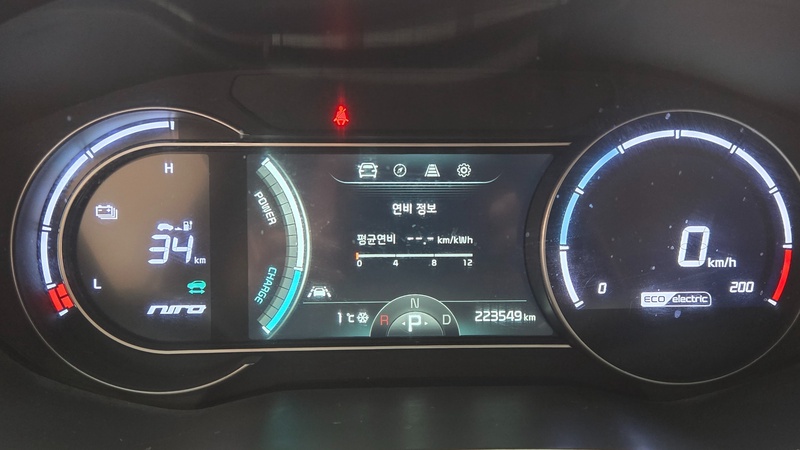 H
34 km
L
niro
POWER
CHARGE
연비 정보
평균연비 --.- km/kWh
0 4 8 12
1℃
R N P D
223549 km
0 km/h
0 200
ECO electric